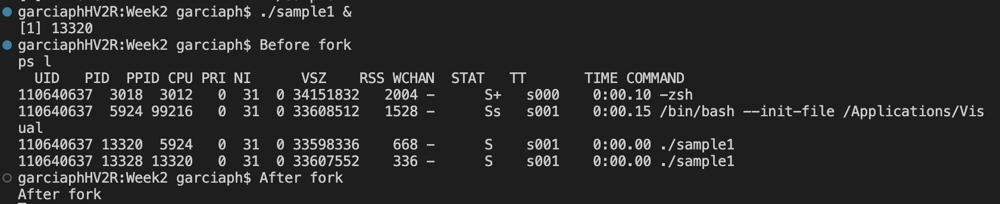 garciaphHV2R:Week2 garciaph$ ./sample1 &
[1] 13320
garciaphHV2R:Week2 garciaph$ Before fork
ps l
  UID   PID  PPID CPU PRI NI      VSZ    RSS WCHAN  STAT   TT       TIME COMMAND
110640637  3018  3012   0  31  0 34151832   2004 -      S+   s000    0:00.10 -zsh
110640637  5924 99216   0  31  0 33608512   1528 -      Ss   s001    0:00.15 /bin/bash --init-file /Applications/Vis
ual
110640637 13320  5924   0  31  0 33598336    668 -      S    s001    0:00.00 ./sample1
110640637 13328 13320   0  31  0 33607552    336 -      S    s001    0:00.00 ./sample1
garciaphHV2R:Week2 garciaph$ After fork
After fork